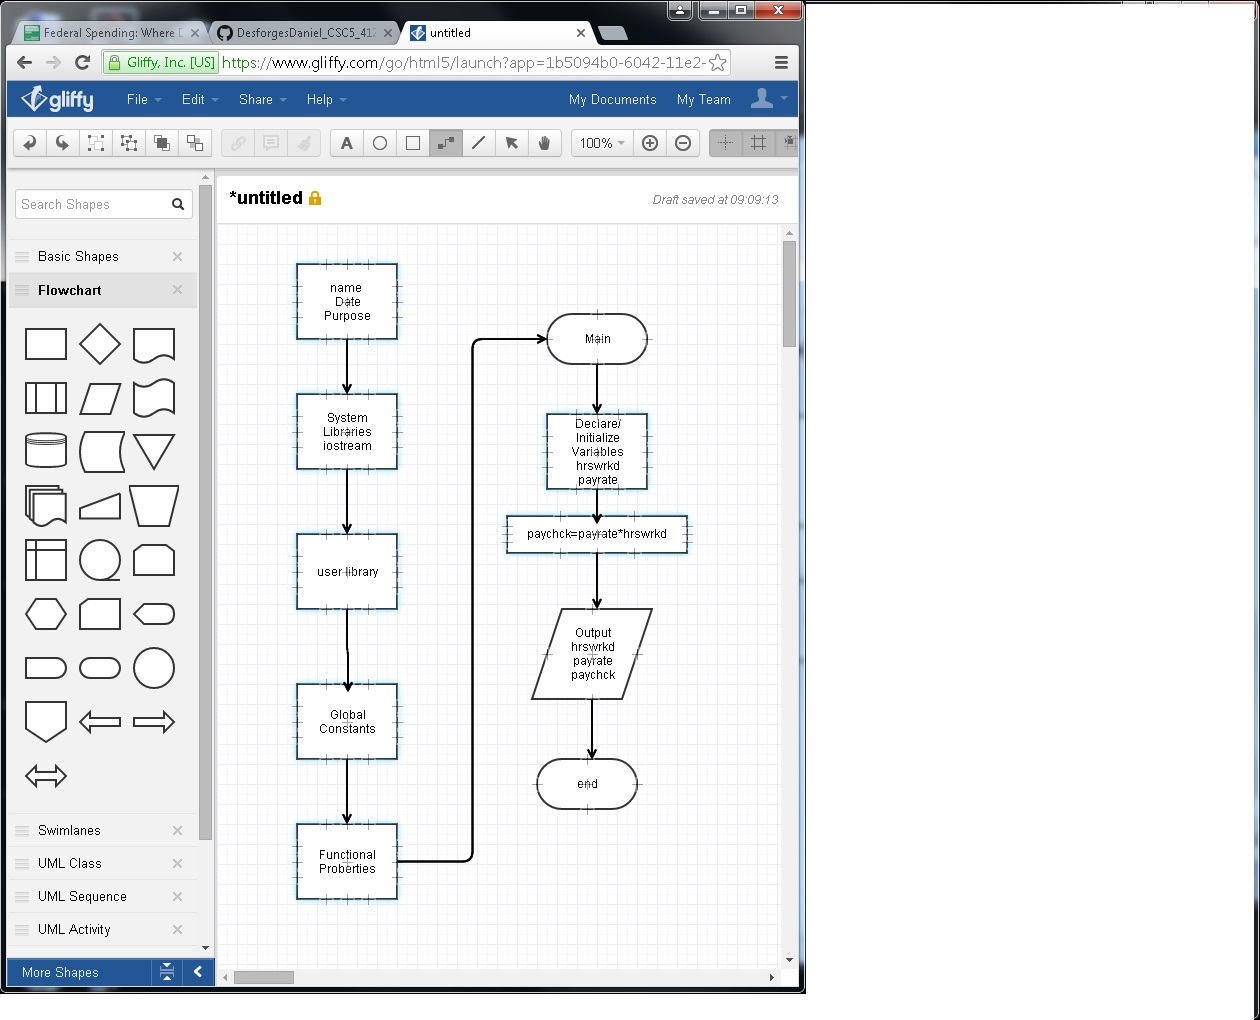 Federal Spending: Where
DesforgesDaniel_CSC5_412
untitled
Gliffy, Inc. [US]
https://www.gliffy.com/go/html5/launch?app=1b5094b0-6042-11e2-
gliffy
File
Edit
Share
Help
My Documents
My Team
A
100%
Search Shapes
Basic Shapes
Flowchart
Swimlanes
UML Class
UML Sequence
UML Activity
More Shapes
*untitled
Draft saved at 09:09:13
name
Date
Purpose
System
Libraries
iostream
user library
Global
Constants
Functional
Proberties
Main
Declare/
Initialize
Variables
hrswrkd
payrate
paychck=payrate*hrswrkd
Output
hrswrkd
payrate
paychck
end